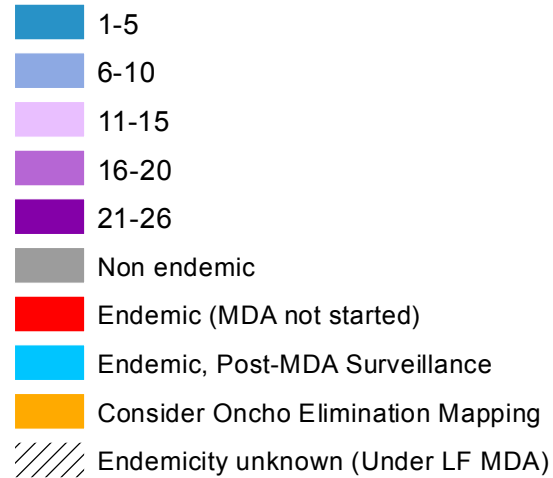 1-5
6-10
11-15
16-20
21-26
Non endemic
Endemic (MDA not started)
Endemic, Post-MDA Surveillance
Consider Oncho Elimination Mapping
Endemicity unknown (Under LF MDA)